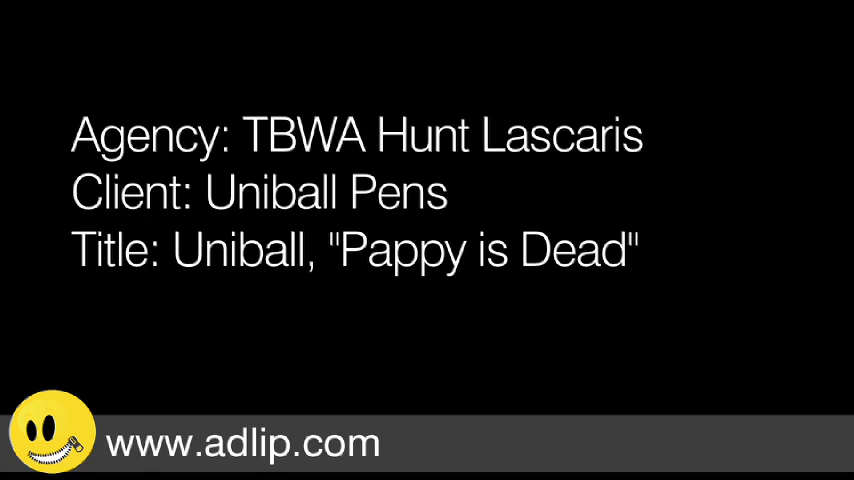 Agency: TBWA Hunt Lascaris
Client: Uniball Pens
Title: Uniball, "Pappy is Dead"
www.adlip.com